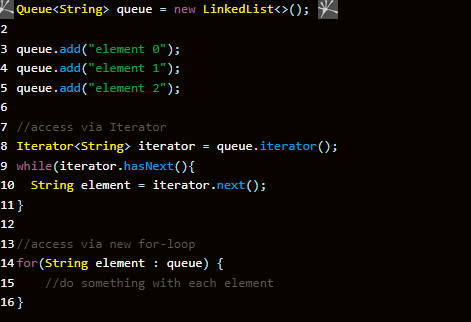 Queue<String> queue = new LinkedList<>();
2
3 queue.add("element 0");
4 queue.add("element 1");
5 queue.add("element 2");
6
7 //access via Iterator
8 Iterator<String> iterator = queue.iterator();
9 while(iterator.hasNext(){
10   String element = iterator.next();
11 }
12
13 //access via new for-loop
14 for(String element : queue) {
15     //do something with each element
16 }